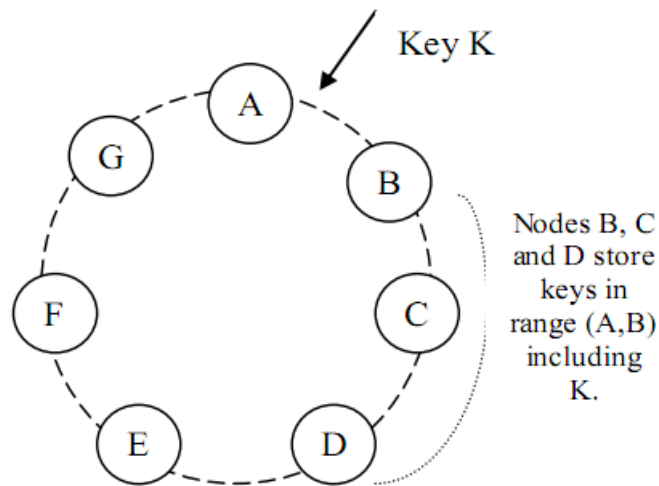 Key K
A
G
B
Nodes B, C
and D store
keys in
range (A,B)
including
K.
F
C
E
D